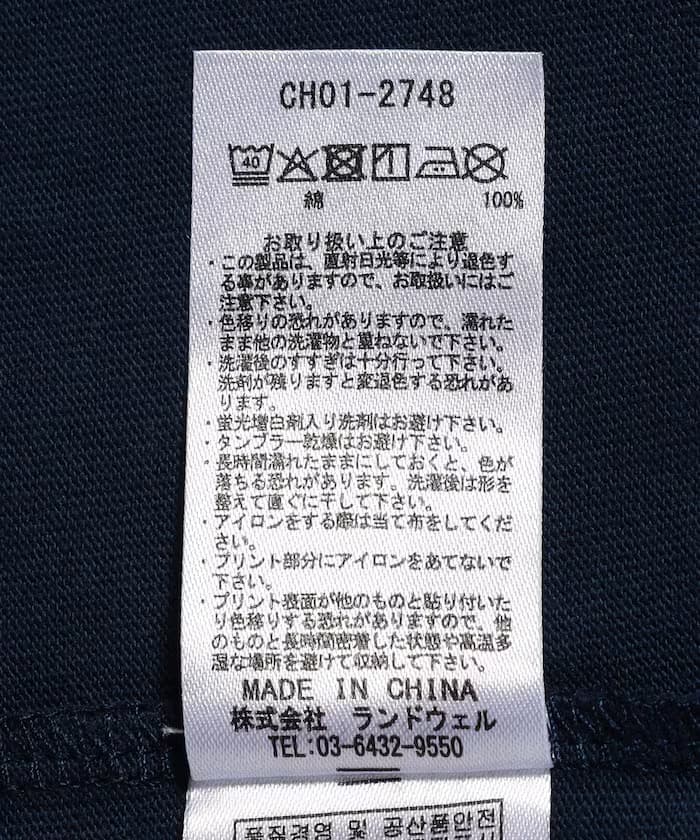 CH01-2748
40
綿 100%
お取り扱い上のご注意
・この製品は、直射日光等により退色す
る事がありますので、お取扱いにはご
注意下さい。
・色移りの恐れがありますので、濡れた
まま他の洗濯物と重ねないで下さい。
・洗濯後のすすぎは十分行って下さい。
洗剤が残りますと変退色する恐れがあ
ります。
・蛍光増白剤入り洗剤はお避け下さい。
・タンブラー乾燥はお避け下さい。
・長時間濡れたままにしておくと、色が
落ちる恐れがあります。洗濯後は形を
整えて直ぐに干して下さい。
・アイロンをする際は当て布をしてくだ
さい。
・プリント部分にアイロンをあてないで
下さい。
・プリント表面が他のものと貼り付いた
り色移りする恐れがありますので、他
のものと長時間密着した状態や高温多
湿な場所を避けて収納して下さい。
MADE IN CHINA
株式会社 ランドウェル
TEL:03-6432-9550
품질경영 및 공산품안전